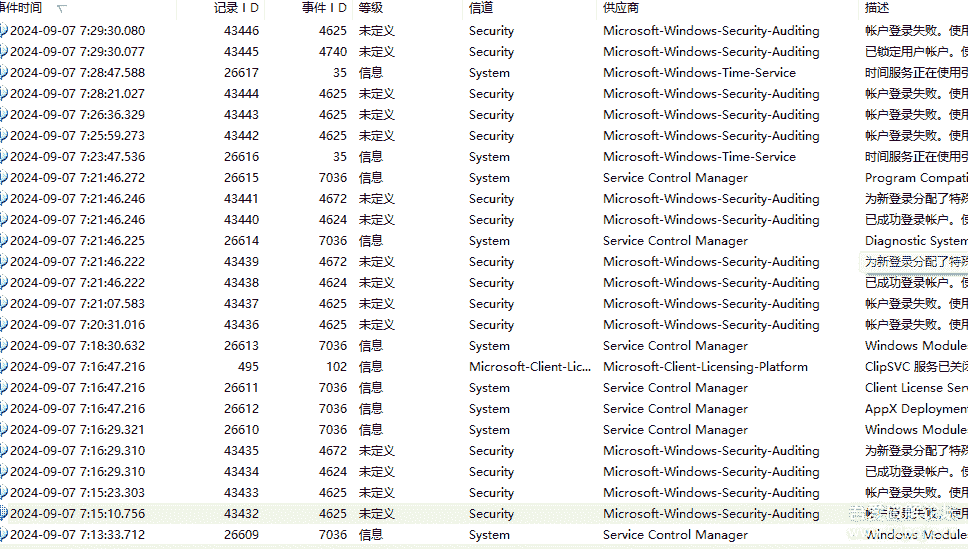 事件时间 记录ID 事件ID 等级 信道 供应商 描述
2024-09-07 7:29:30.080 43446 4625 未定义 Security Microsoft-Windows-Security-Auditing 帐户登录失败。使用
2024-09-07 7:29:30.077 43445 4740 未定义 Security Microsoft-Windows-Security-Auditing 已锁定用户帐户。使
2024-09-07 7:28:47.588 26617 35 信息 System Microsoft-Windows-Time-Service 时间服务正在使用引
2024-09-07 7:28:21.027 43444 4625 未定义 Security Microsoft-Windows-Security-Auditing 帐户登录失败。使用
2024-09-07 7:26:36.329 43443 4625 未定义 Security Microsoft-Windows-Security-Auditing 帐户登录失败。使用
2024-09-07 7:25:59.273 43442 4625 未定义 Security Microsoft-Windows-Security-Auditing 帐户登录失败。使用
2024-09-07 7:23:47.536 26616 35 信息 System Microsoft-Windows-Time-Service 时间服务正在使用引
2024-09-07 7:21:46.272 26615 7036 信息 System Service Control Manager Program Compati
2024-09-07 7:21:46.246 43441 4672 未定义 Security Microsoft-Windows-Security-Auditing 为新登录分配了特殊
2024-09-07 7:21:46.246 43440 4624 未定义 Security Microsoft-Windows-Security-Auditing 已成功登录帐户。使
2024-09-07 7:21:46.225 26614 7036 信息 System Service Control Manager Diagnostic System
2024-09-07 7:21:46.222 43439 4672 未定义 Security Microsoft-Windows-Security-Auditing 为新登录分配了特殊
2024-09-07 7:21:46.222 43438 4624 未定义 Security Microsoft-Windows-Security-Auditing 已成功登录帐户。使
2024-09-07 7:21:07.583 43437 4625 未定义 Security Microsoft-Windows-Security-Auditing 帐户登录失败。使用
2024-09-07 7:20:31.016 43436 4625 未定义 Security Microsoft-Windows-Security-Auditing 帐户登录失败。使用
2024-09-07 7:18:30.632 26613 7036 信息 System Service Control Manager Windows Module
2024-09-07 7:16:47.216 495 102 信息 Microsoft-Client-Lic... Microsoft-Client-Licensing-Platform ClipSVC 服务已关闭
2024-09-07 7:16:47.216 26611 7036 信息 System Service Control Manager Client License Serv
2024-09-07 7:16:47.216 26612 7036 信息 System Service Control Manager AppX Deployment
2024-09-07 7:16:29.321 26610 7036 信息 System Service Control Manager Windows Module
2024-09-07 7:16:29.310 43435 4672 未定义 Security Microsoft-Windows-Security-Auditing 为新登录分配了特殊
2024-09-07 7:16:29.310 43434 4624 未定义 Security Microsoft-Windows-Security-Auditing 已成功登录帐户。使
2024-09-07 7:15:23.303 43433 4625 未定义 Security Microsoft-Windows-Security-Auditing 帐户登录失败。使用
2024-09-07 7:15:10.756 43432 4625 未定义 Security Microsoft-Windows-Security-Auditing 帐户登录失败。使用
2024-09-07 7:13:33.712 26609 7036 信息 System Service Control Manager Windows Module